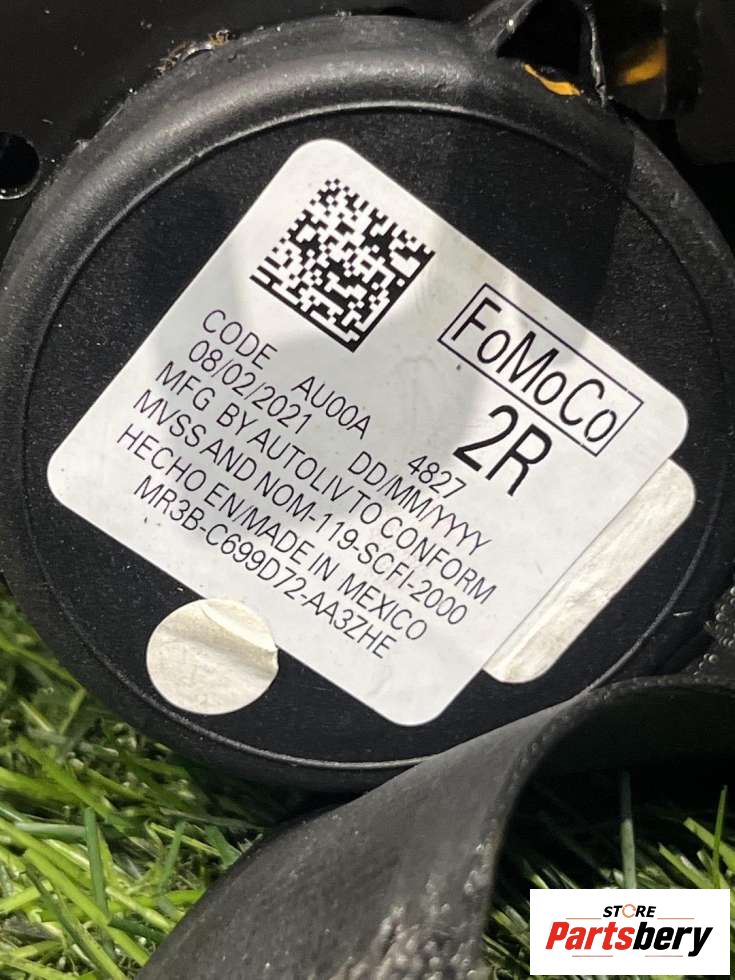 FoMoCo
2R
CODE AU00A 4827
08/02/2021 DD/MM/YYYY
MFG BY AUTOLIV TO CONFORM
MVSS AND NOM-119-SCFI-2000
HECHO EN/MADE IN MEXICO
MR3B-C699D72-AA3ZHE
STORE
Partsbery